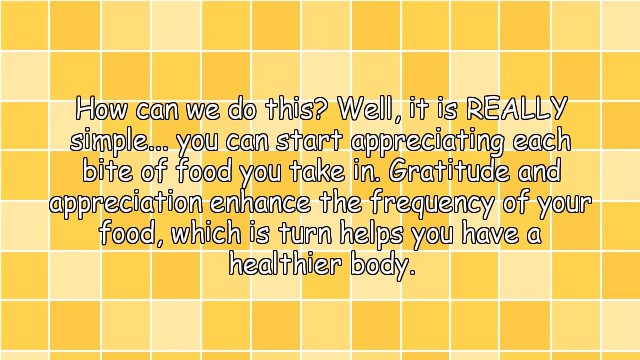 How can we do this? Well, it is REALLY
simple... you can start appreciating each
bite of food you take in. Gratitude and
appreciation enhance the frequency of your
food, which is turn helps you have a
healthier body.